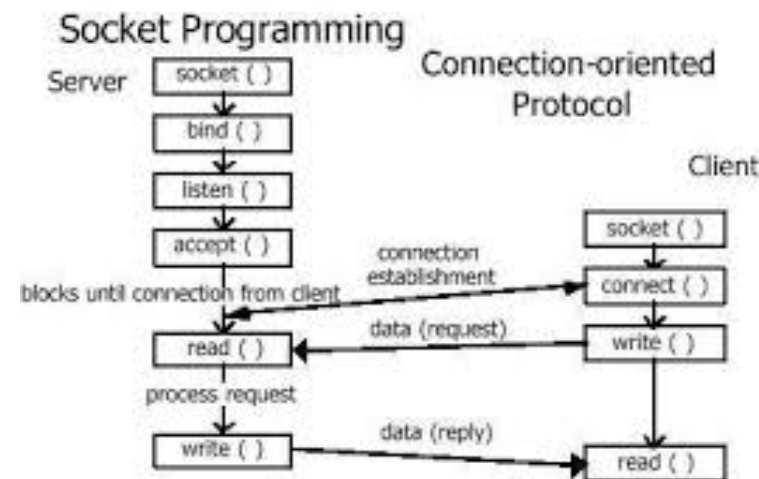 Socket Programming
Connection-oriented
Protocol
Server
socket ( )
bind ( )
listen ( )
accept ( )
blocks until connection from client
read ( )
process request
write ( )
connection
establishment
data (request)
data (reply)
Client
socket ( )
connect ( )
write ( )
read ( )